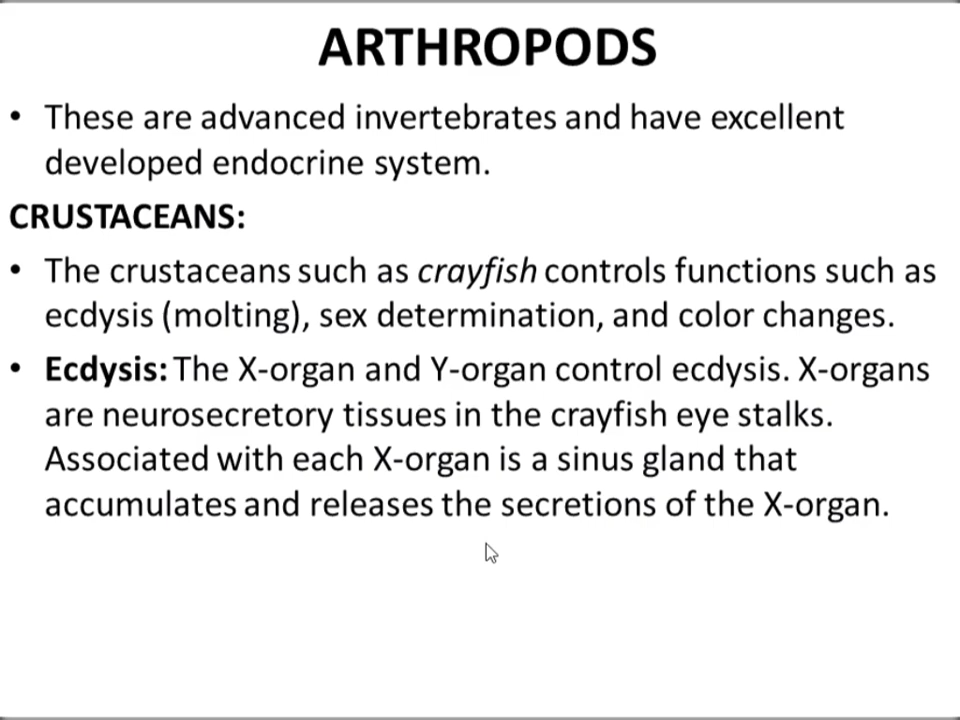 ARTHROPODS
• These are advanced invertebrates and have excellent
developed endocrine system.
CRUSTACEANS:
• The crustaceans such as crayfish controls functions such as
ecdysis (molting), sex determination, and color changes.
• Ecdysis: The X-organ and Y-organ control ecdysis. X-organs
are neurosecretory tissues in the crayfish eye stalks.
Associated with each X-organ is a sinus gland that
accumulates and releases the secretions of the X-organ.